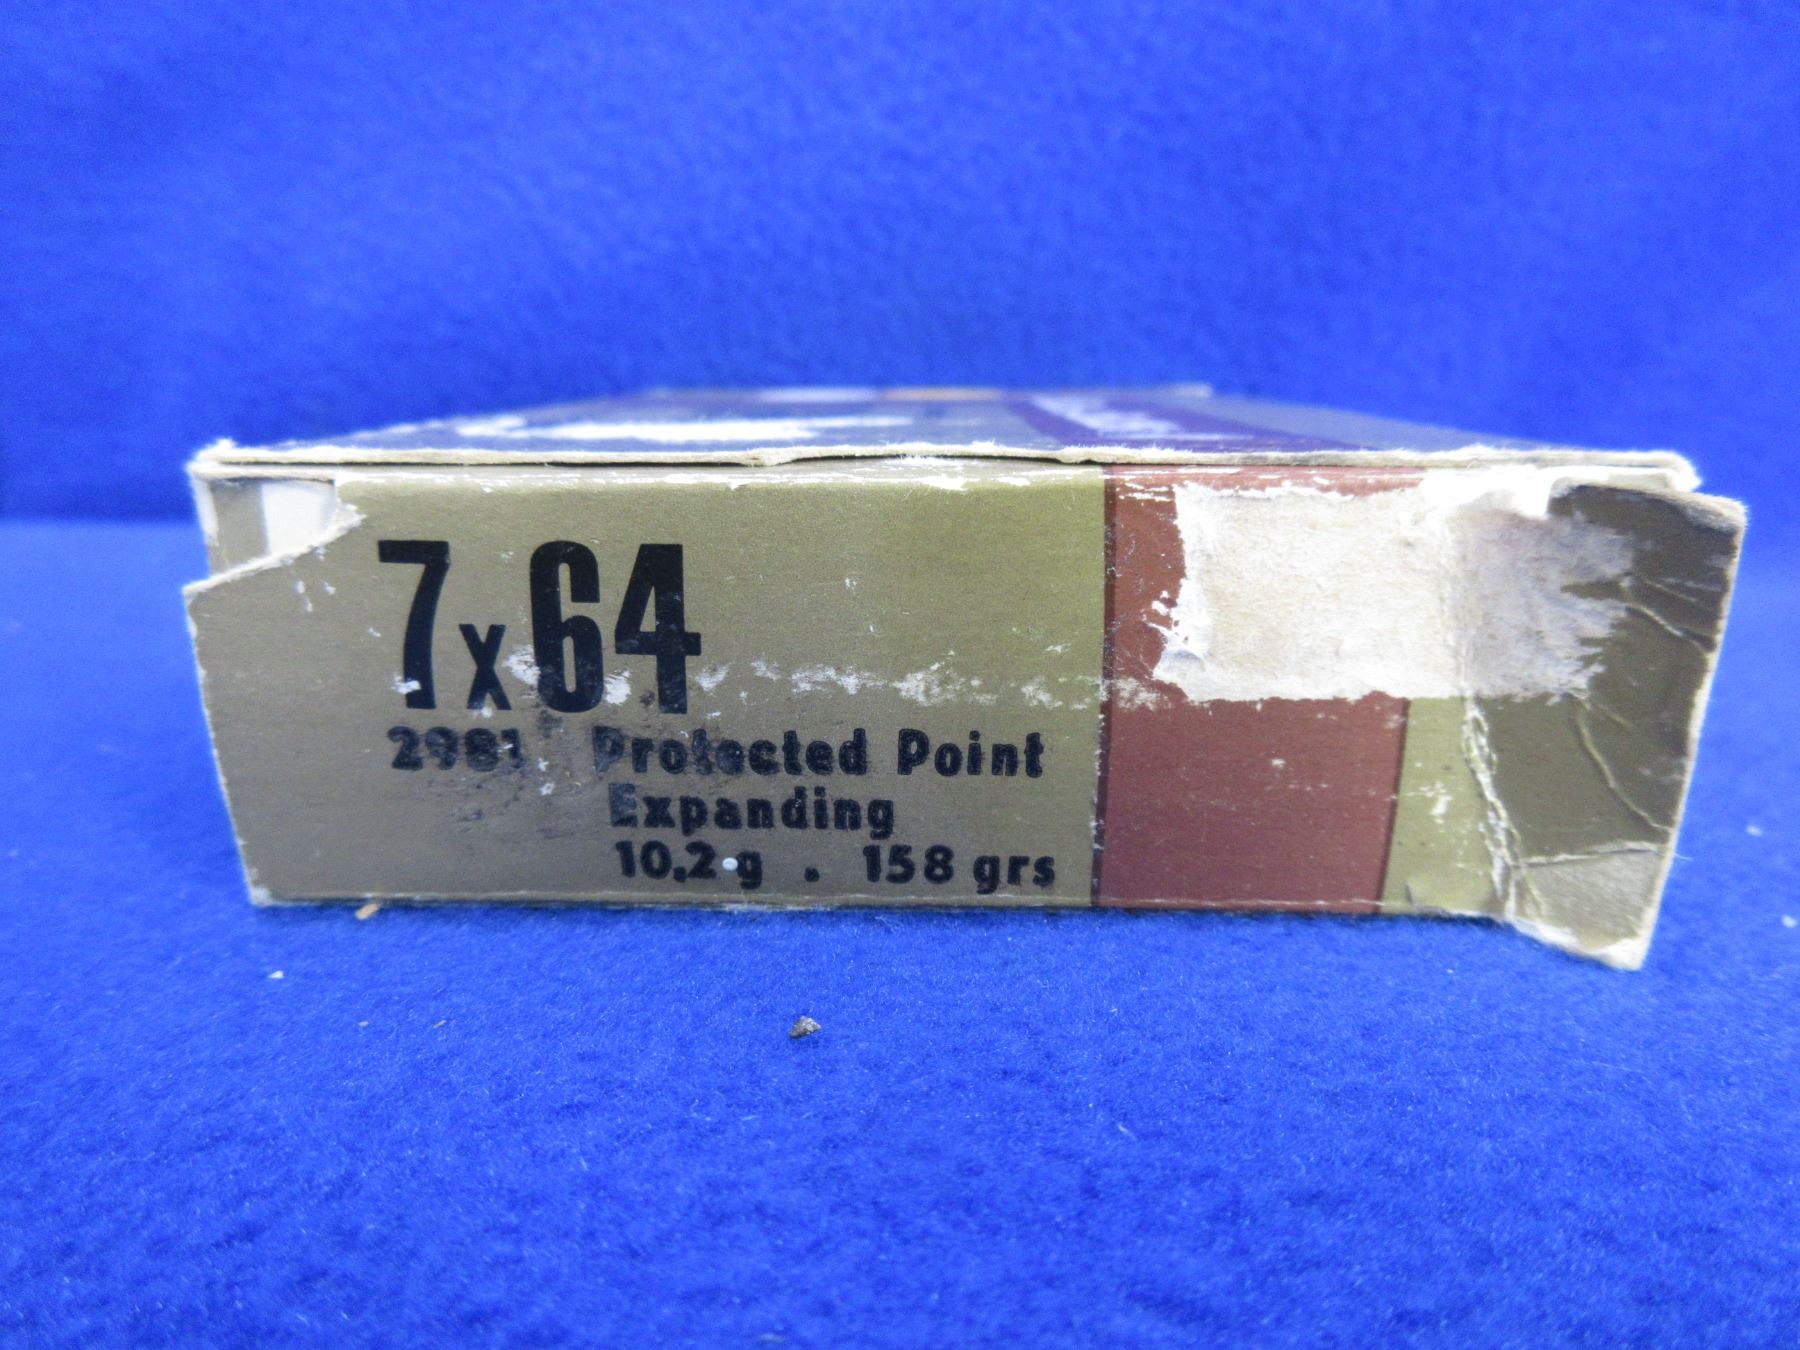 7x64
2981 Protected Point
Expanding
10,2 g . 158 grs